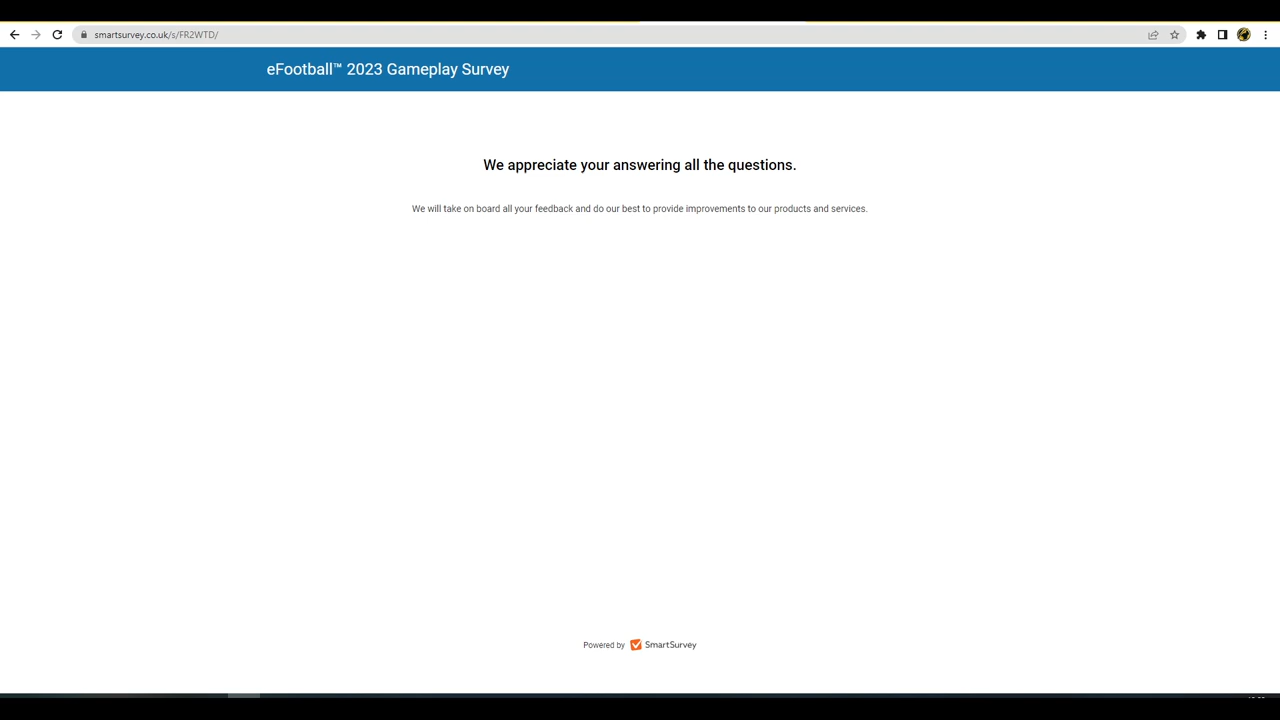 smartsurvey.co.uk/s/FR2WTD/
eFootball™ 2023 Gameplay Survey
We appreciate your answering all the questions.
We will take on board all your feedback and do our best to provide improvements to our products and services.
Powered by SmartSurvey